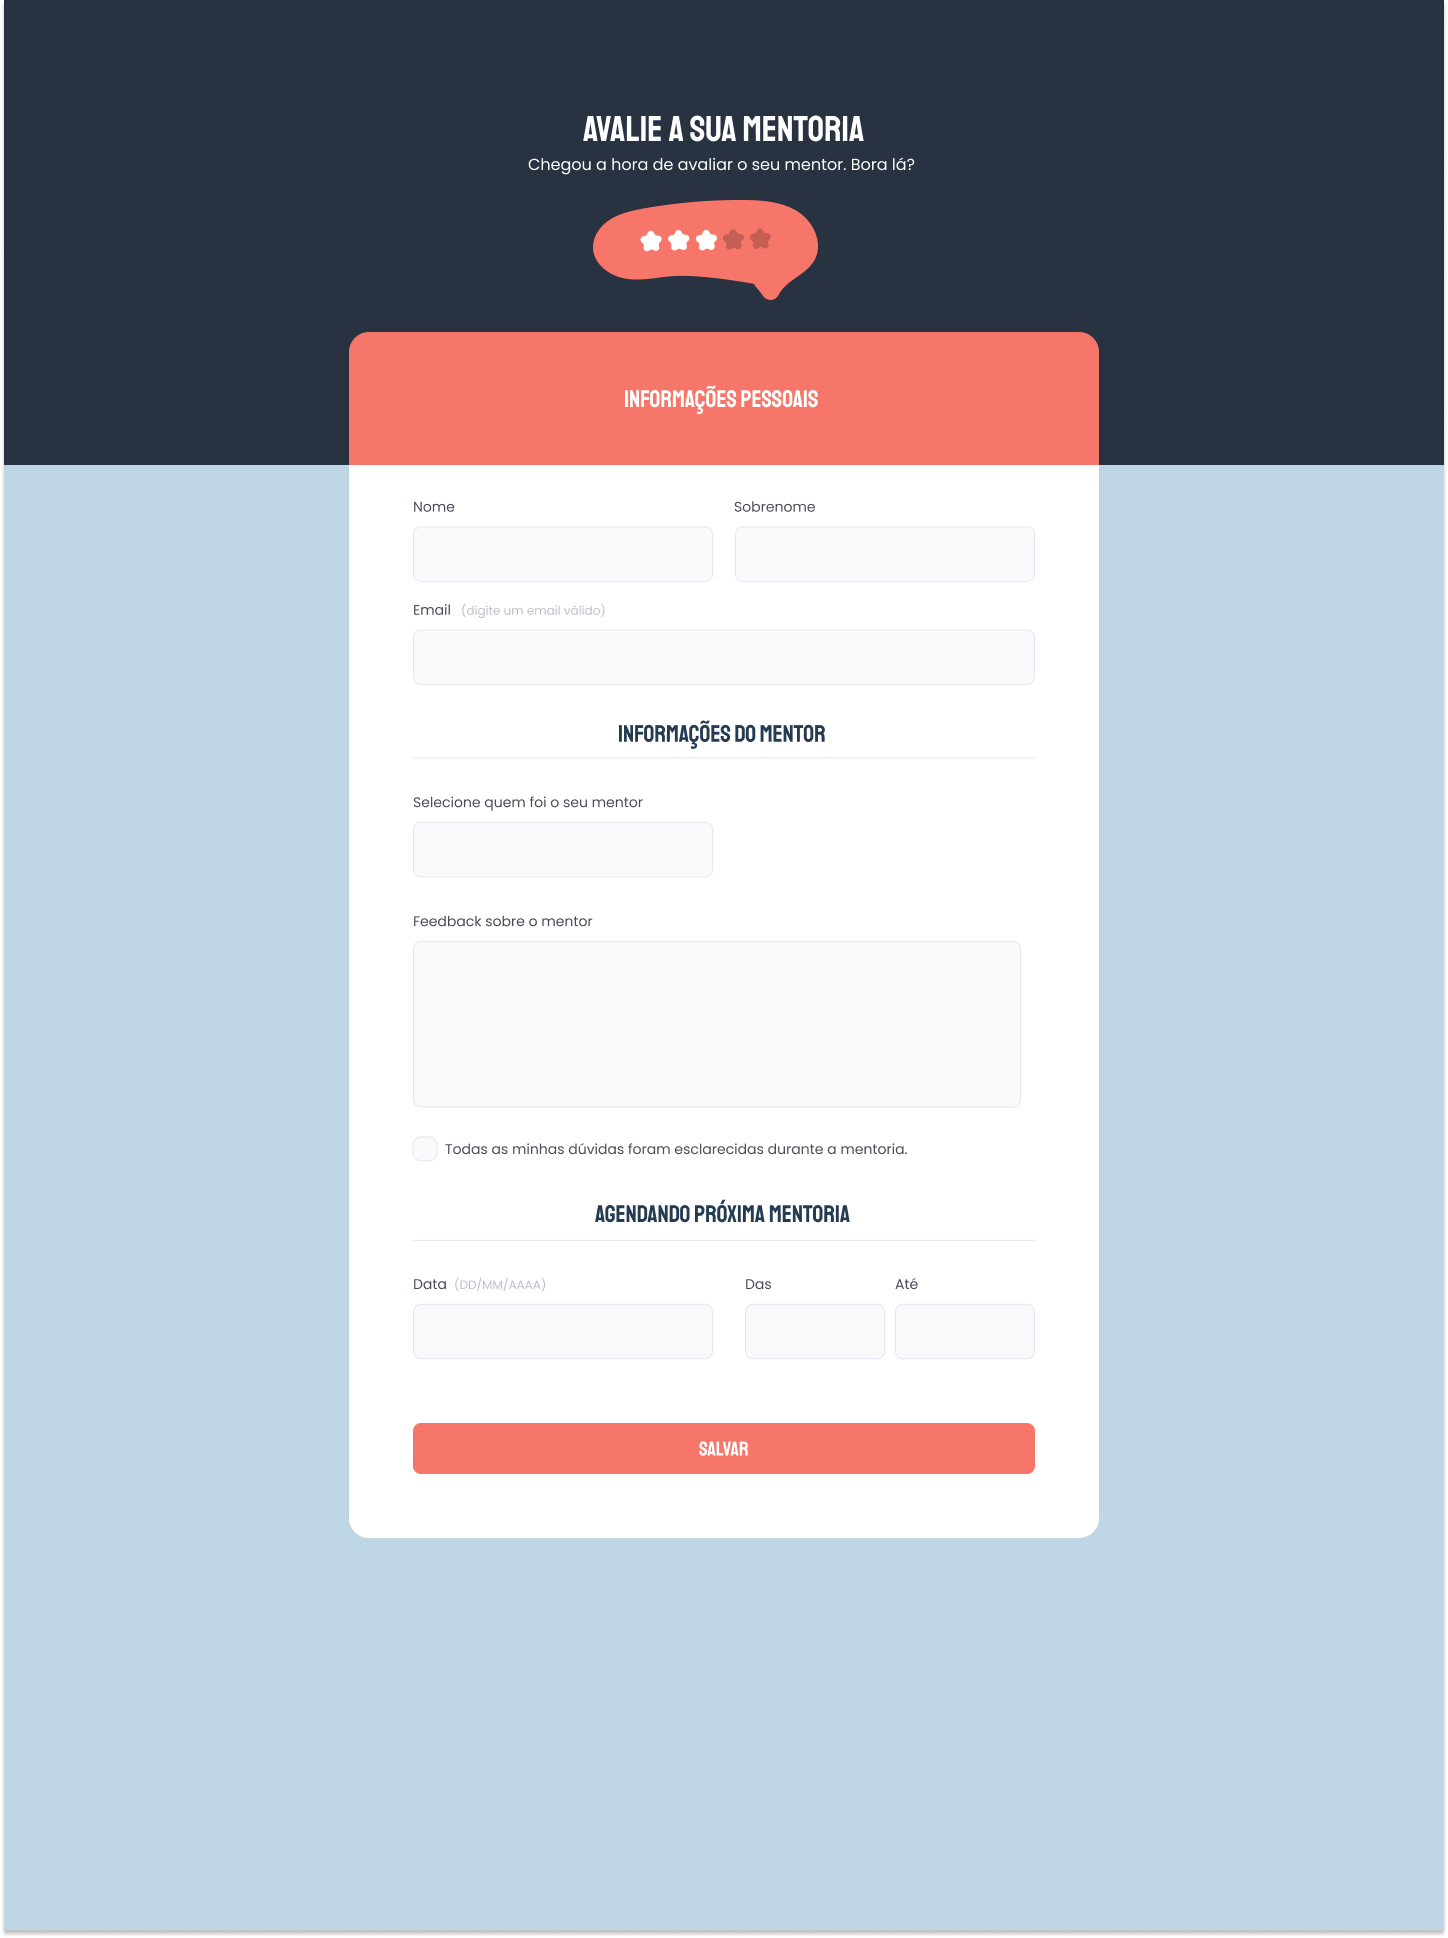 AVALIE A SUA MENTORIA
Chegou a hora de avaliar o seu mentor. Bora lá?
INFORMAÇÕES PESSOAIS
Nome
Sobrenome
Email (digite um email válido)
INFORMAÇÕES DO MENTOR
Selecione quem foi o seu mentor
Feedback sobre o mentor
Todas as minhas dúvidas foram esclarecidas durante a mentoria.
AGENDANDO PRÓXIMA MENTORIA
Data (DD/MM/AAAA)
Das
Até
SALVAR